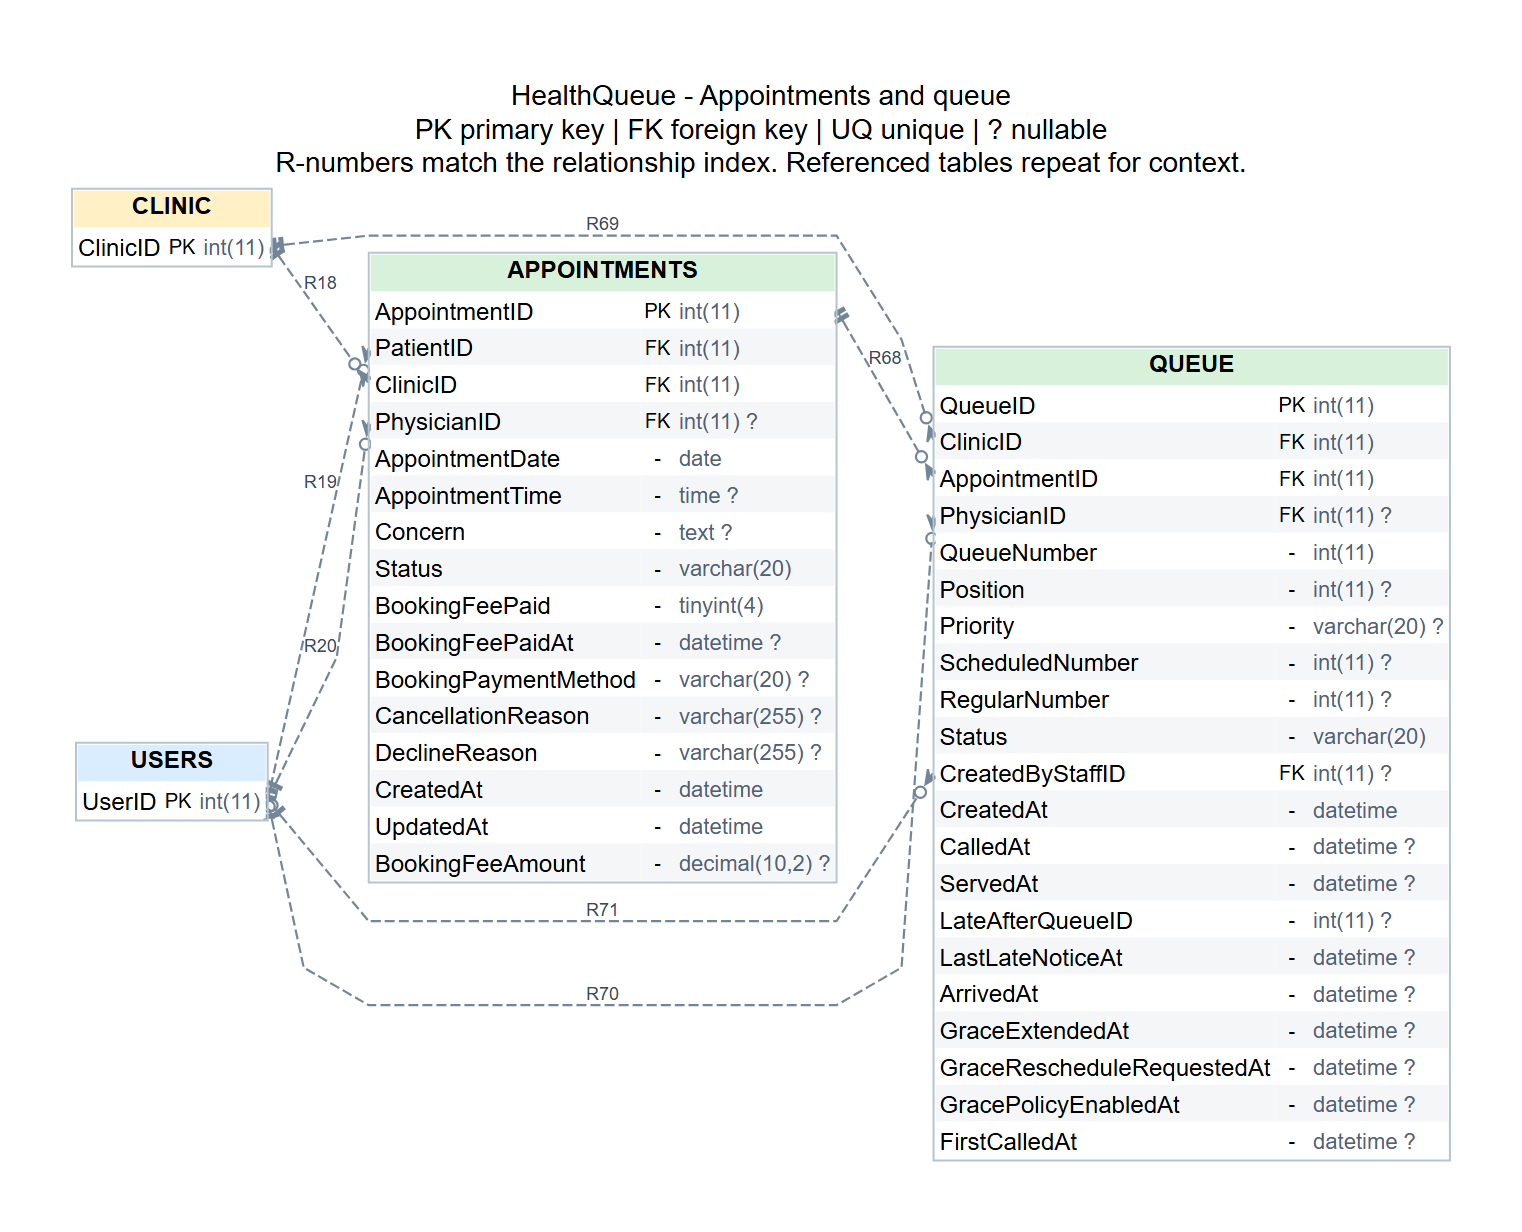 HealthQueue - Appointments and queue
PK primary key | FK foreign key | UQ unique | ? nullable
R-numbers match the relationship index. Referenced tables repeat for context.
CLINIC
ClinicID PK int(11)
R69
R18
APPOINTMENTS
AppointmentID PK int(11)
PatientID FK int(11)
ClinicID FK int(11)
PhysicianID FK int(11) ?
AppointmentDate - date
AppointmentTime - time ?
Concern - text ?
Status - varchar(20)
BookingFeePaid - tinyint(4)
BookingFeePaidAt - datetime ?
BookingPaymentMethod - varchar(20) ?
CancellationReason - varchar(255) ?
DeclineReason - varchar(255) ?
CreatedAt - datetime
UpdatedAt - datetime
BookingFeeAmount - decimal(10,2) ?
R68
QUEUE
QueueID PK int(11)
ClinicID FK int(11)
AppointmentID FK int(11)
PhysicianID FK int(11) ?
QueueNumber - int(11)
Position - int(11) ?
Priority - varchar(20) ?
ScheduledNumber - int(11) ?
RegularNumber - int(11) ?
Status - varchar(20)
CreatedByStaffID FK int(11) ?
CreatedAt - datetime
CalledAt - datetime ?
ServedAt - datetime ?
LateAfterQueueID - int(11) ?
LastLateNoticeAt - datetime ?
ArrivedAt - datetime ?
GraceExtendedAt - datetime ?
GraceRescheduleRequestedAt - datetime ?
GracePolicyEnabledAt - datetime ?
FirstCalledAt - datetime ?
R19
R20
USERS
UserID PK int(11)
R71
R70